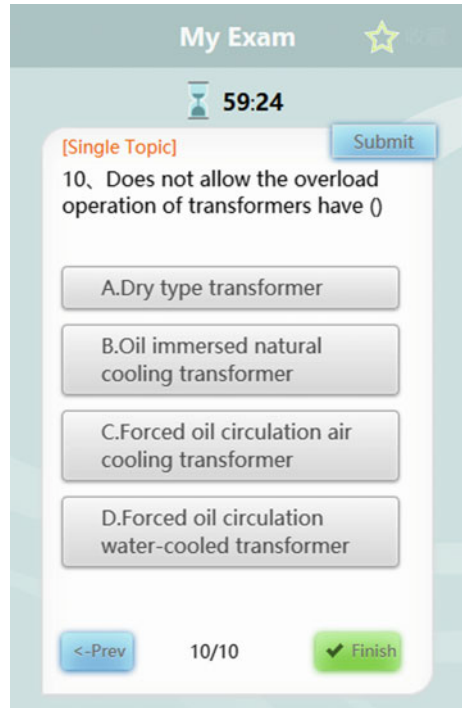 My Exam
59:24
Submit
[Single Topic]
10、Does not allow the overload
operation of transformers have ()
A.Dry type transformer
B.Oil immersed natural
cooling transformer
C.Forced oil circulation air
cooling transformer
D.Forced oil circulation
water-cooled transformer
<-Prev
10/10
✔ Finish